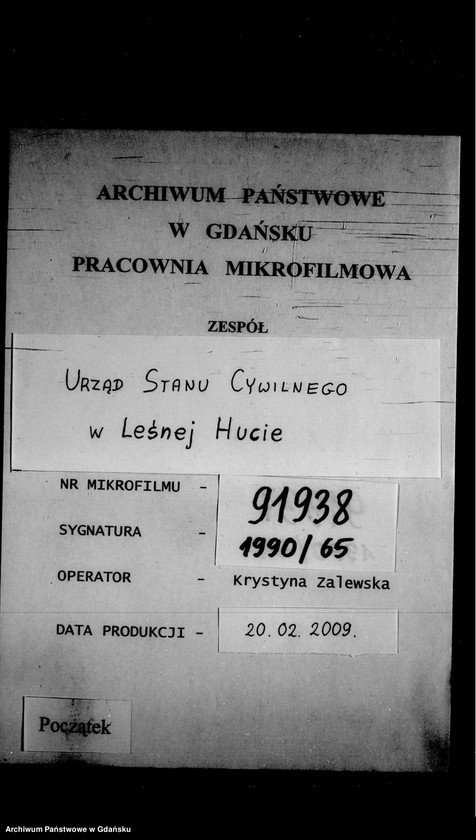 ARCHIWUM PAŃSTWOWE
W GDAŃSKU
PRACOWNIA MIKROFILMOWA
ZESPÓŁ
URZĄD STANU CYWILNEGO
w Leśnej Hucie
NR MIKROFILMU - 91938
SYGNATURA - 1990/65
OPERATOR - Krystyna Zalewska
DATA PRODUKCJI - 20.02.2009.
Początek
Archiwum Państwowe w Gdańsku